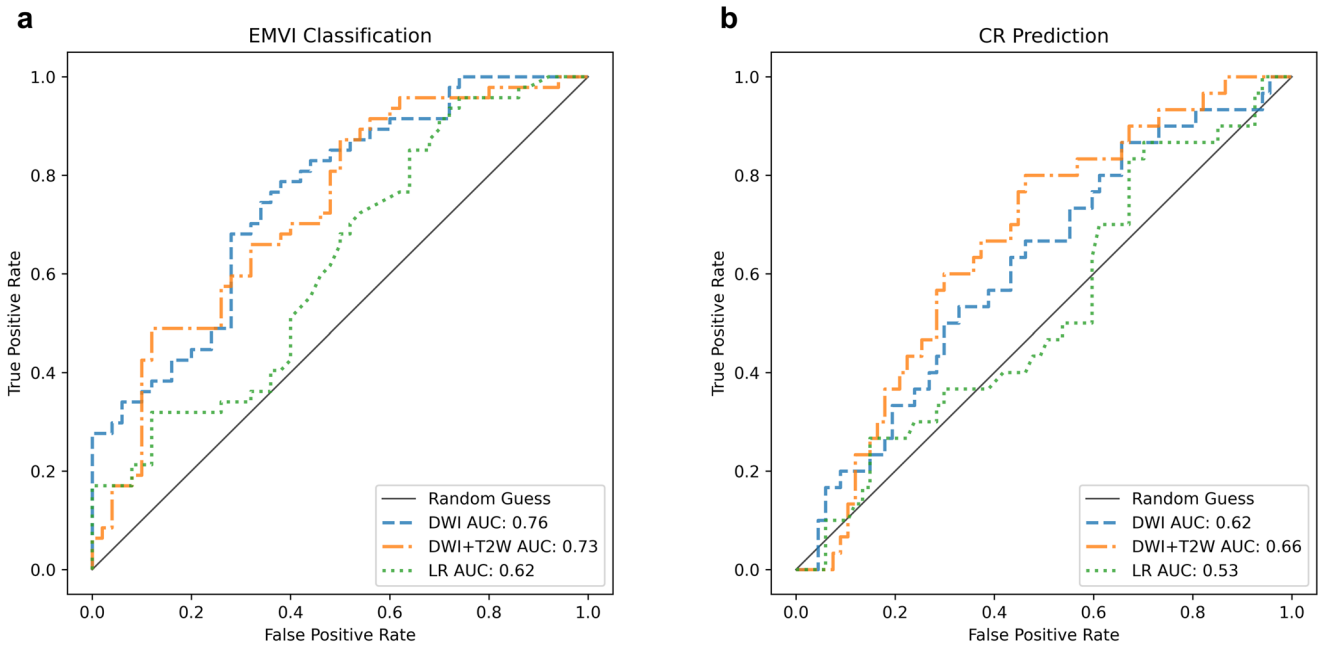 a
EMVI Classification
True Positive Rate
1.0
0.8
0.6
0.4
0.2
0.0
0.0 0.2 0.4 0.6 0.8 1.0
False Positive Rate
Random Guess
DWI AUC: 0.76
DWI+T2W AUC: 0.73
LR AUC: 0.62
b
CR Prediction
True Positive Rate
1.0
0.8
0.6
0.4
0.2
0.0
0.0 0.2 0.4 0.6 0.8 1.0
False Positive Rate
Random Guess
DWI AUC: 0.62
DWI+T2W AUC: 0.66
LR AUC: 0.53